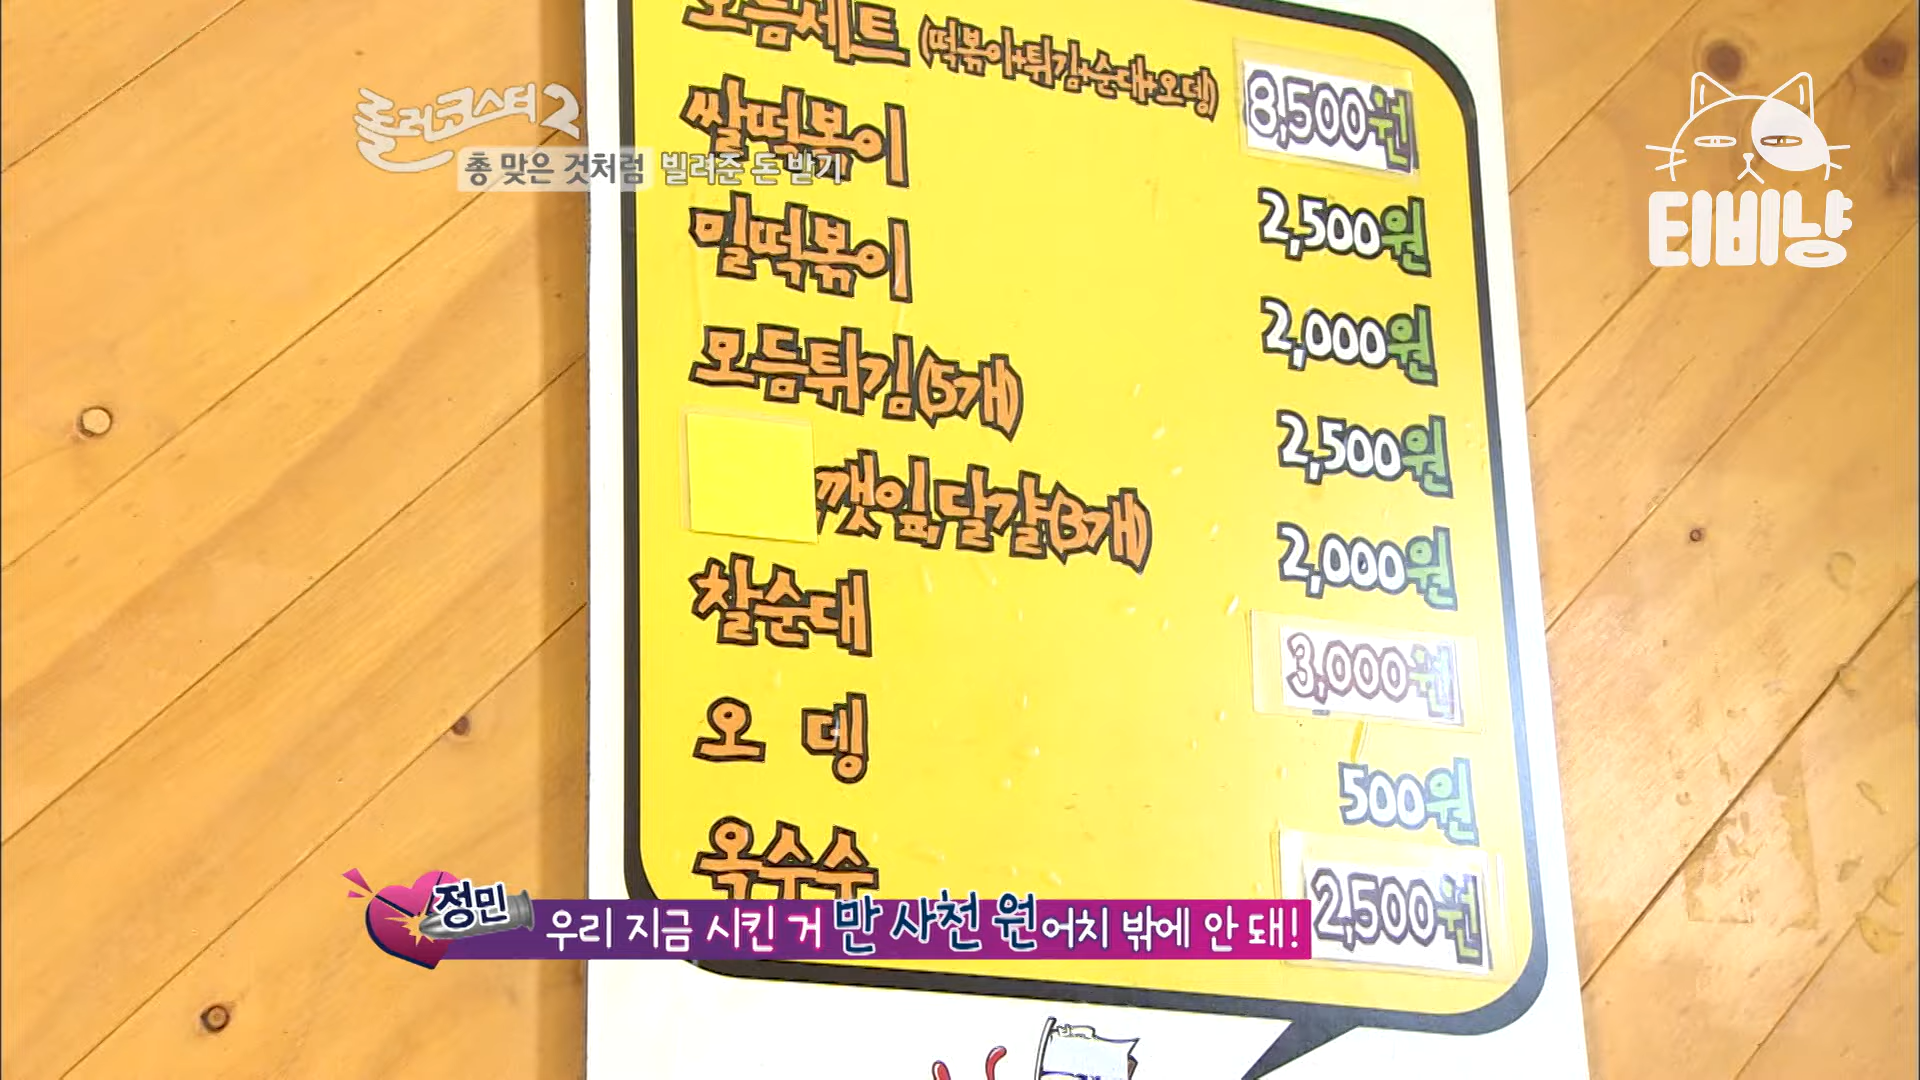 모듬세트 (떡볶이+튀김+순대+오뎅) 8,500원
롤러코스터2
총 맞은 것처럼 빌려준 돈 받기
티비냥
쌀떡볶이 2,500원
밀떡볶이 2,000원
모듬튀김(5개) 2,500원
깻잎,달걀(3개) 2,000원
찰순대 3,000원
오 뎅 500원
옥수수 2,500원
정민
우리 지금 시킨 거 만 사천 원어치 밖에 안 돼!